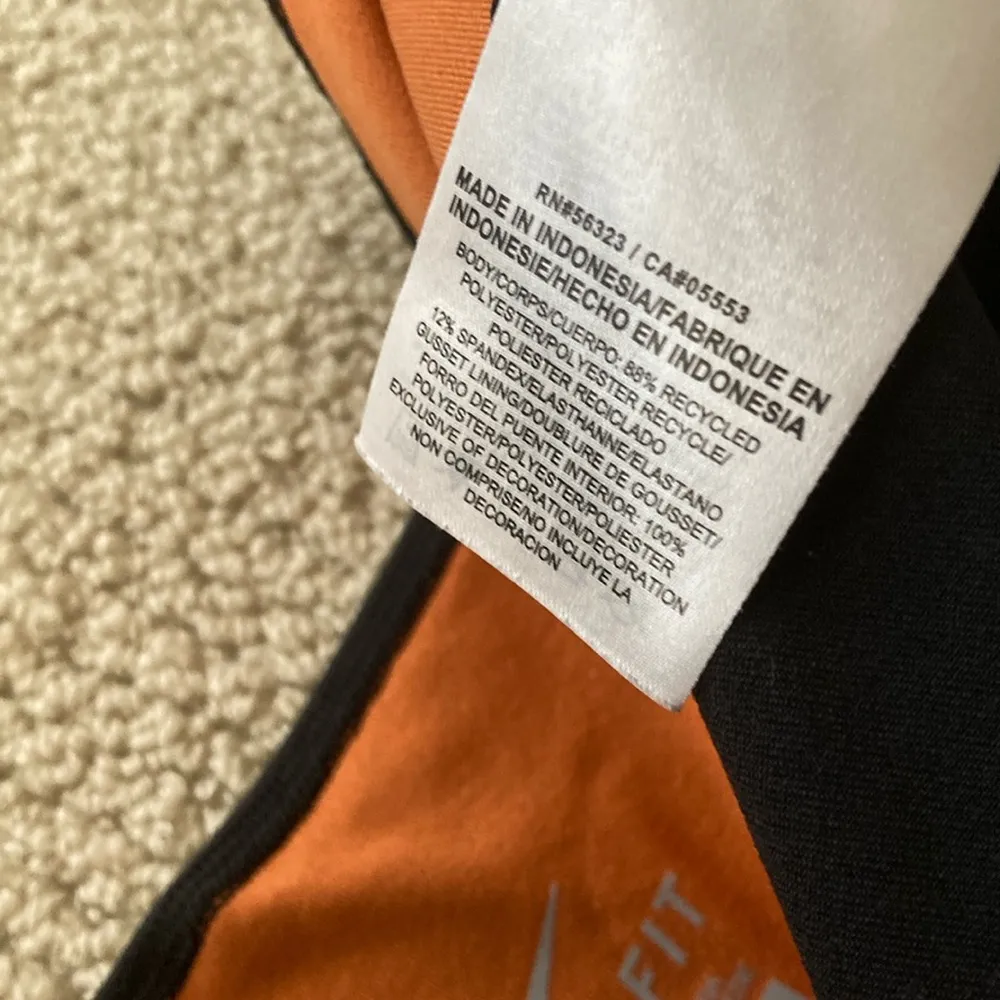 RN#56323 / CA#05553
MADE IN INDONESIA/FABRIQUE EN
INDONESIE/HECHO EN INDONESIA
BODY/CORPS/CUERPO: 88% RECYCLED
POLYESTER/POLYESTER RECYCLE/
POLIESTER RECICLADO
12% SPANDEX/ELASTHANNE/ELASTANO
GUSSET LINING/DOUBLURE DE GOUSSET/
FORRO DEL PUENTE INTERIOR: 100%
POLYESTER/POLYESTER/POLIESTER
EXCLUSIVE OF DECORATION/DECORATION
NON COMPRISE/NO INCLUYE LA
DECORACION
FIT